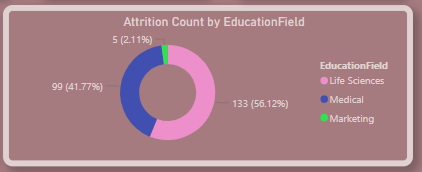 Attrition Count by EducationField
5 (2.11%)
99 (41.77%)
133 (56.12%)
EducationField
Life Sciences
Medical
Marketing